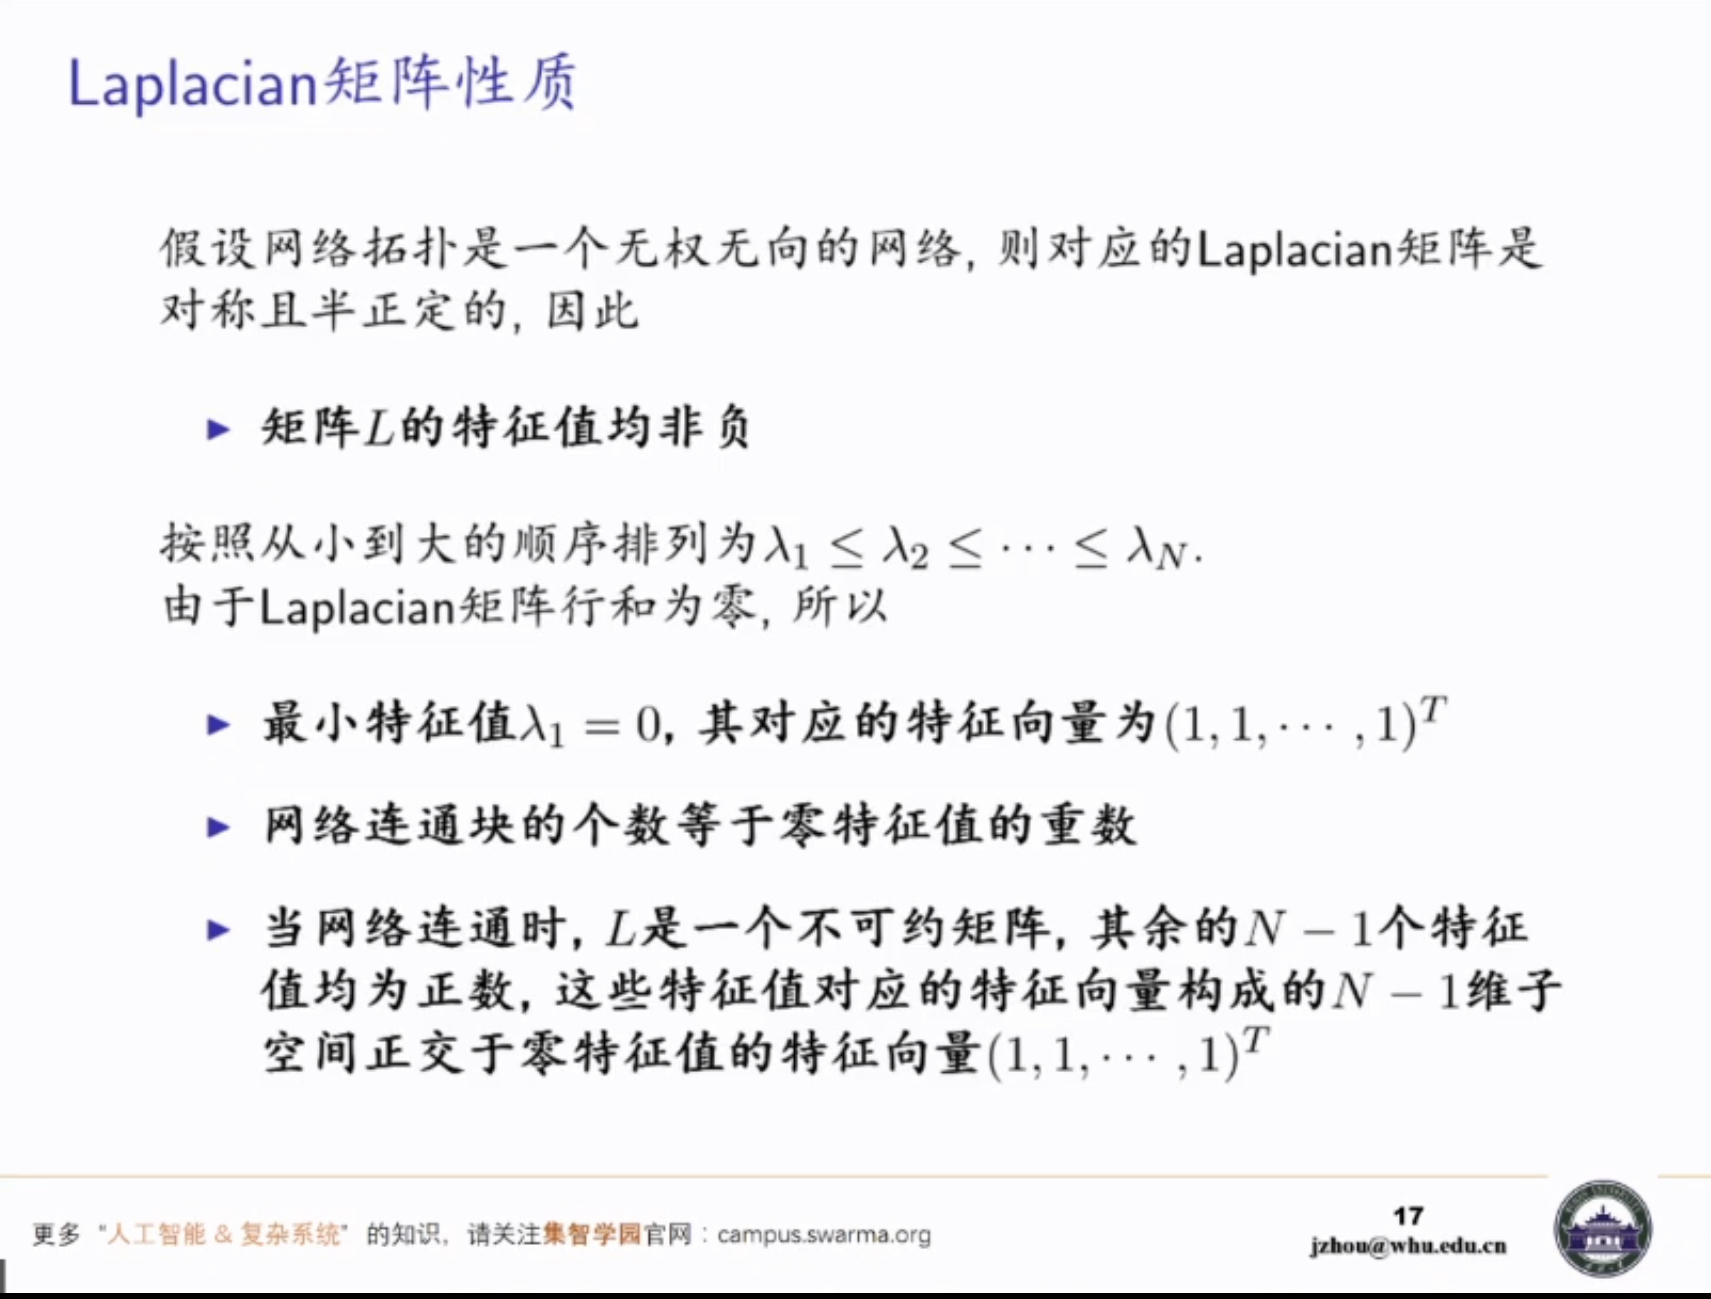 Laplacian矩阵性质
假设网络拓扑是一个无权无向的网络, 则对应的Laplacian矩阵是
对称且半正定的, 因此
▶ 矩阵L的特征值均非负
按照从小到大的顺序排列为λ₁ ≤ λ₂ ≤ ⋯ ≤ λ_N.
由于Laplacian矩阵行和为零, 所以
▶ 最小特征值λ₁ = 0, 其对应的特征向量为(1, 1, ⋯ , 1)^T
▶ 网络连通块的个数等于零特征值的重数
▶ 当网络连通时, L是一个不可约矩阵, 其余的N − 1个特征
值均为正数, 这些特征值对应的特征向量构成的N − 1维子
空间正交于零特征值的特征向量(1, 1, ⋯ , 1)^T
更多 “人工智能 & 复杂系统” 的知识, 请关注集智学园官网：campus.swarma.org
17
jzhou@whu.edu.cn